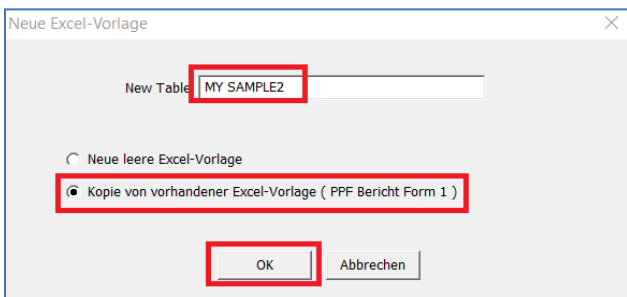 Neue Excel-Vorlage
New Table MY SAMPLE2
Neue leere Excel-Vorlage
Kopie von vorhandener Excel-Vorlage ( PPF Bericht Form 1 )
OK Abbrechen